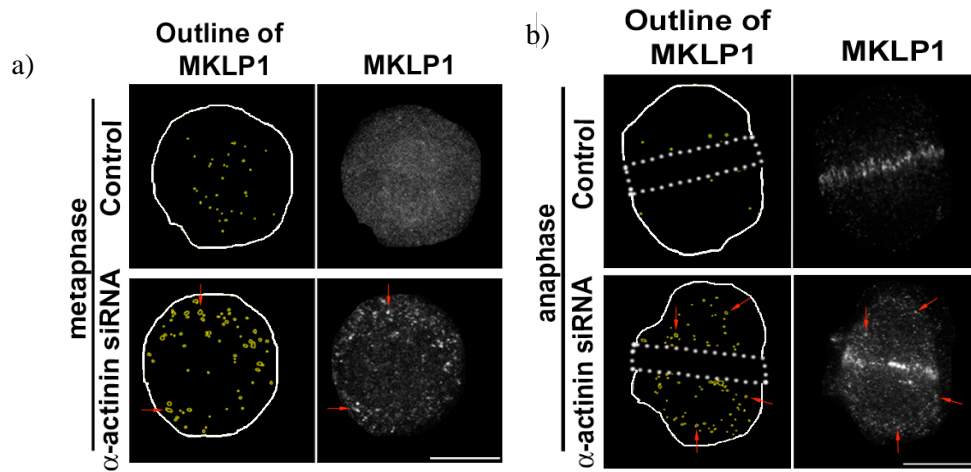 a)
Outline of
MKLP1
MKLP1
metaphase
Control
α-actinin siRNA
b)
Outline of
MKLP1
MKLP1
anaphase
Control
α-actinin siRNA